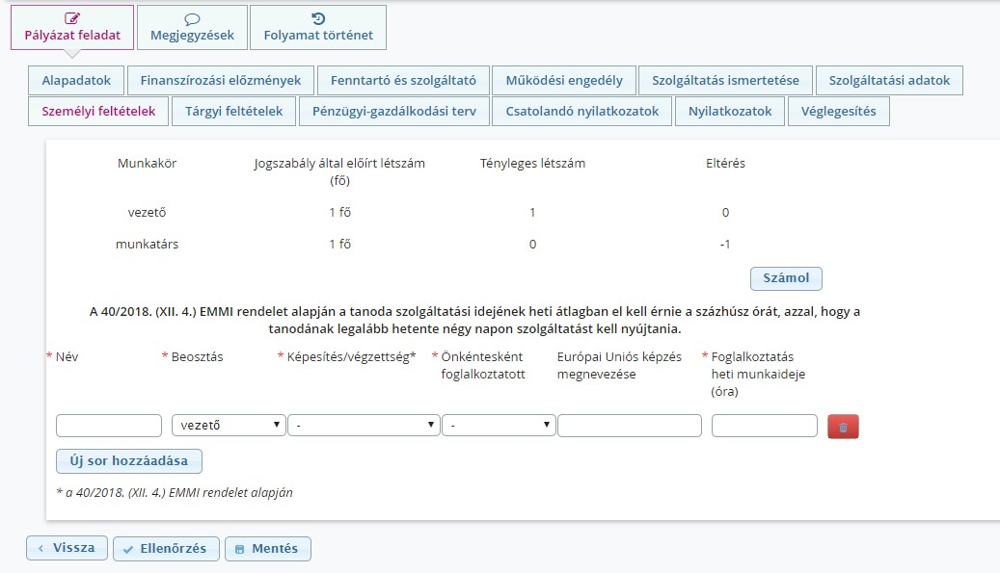 Pályázat feladat Megjegyzések Folyamat történet
Alapadatok Finanszírozási előzmények Fenntartó és szolgáltató Működési engedély Szolgáltatás ismertetése Szolgáltatási adatok
Személyi feltételek Tárgyi feltételek Pénzügyi-gazdálkodási terv Csatolandó nyilatkozatok Nyilatkozatok Véglegesítés
Munkakör Jogszabály által előírt létszám Tényleges létszám Eltérés
(fő)
vezető 1 fő 1 0
munkatárs 1 fő 0 -1
Számol
A 40/2018. (XII. 4.) EMMI rendelet alapján a tanoda szolgáltatási idejének heti átlagban el kell érnie a százhúsz órát, azzal, hogy a
tanodának legalább hetente négy napon szolgáltatást kell nyújtania.
* Név * Beosztás * Képesítés/végzettség* * Önkéntesként Európai Uniós képzés * Foglalkoztatás
foglalkoztatott megnevezése heti munkaideje
(óra)
vezető - -
Új sor hozzáadása
* a 40/2018. (XII. 4.) EMMI rendelet alapján
Vissza Ellenőrzés Mentés